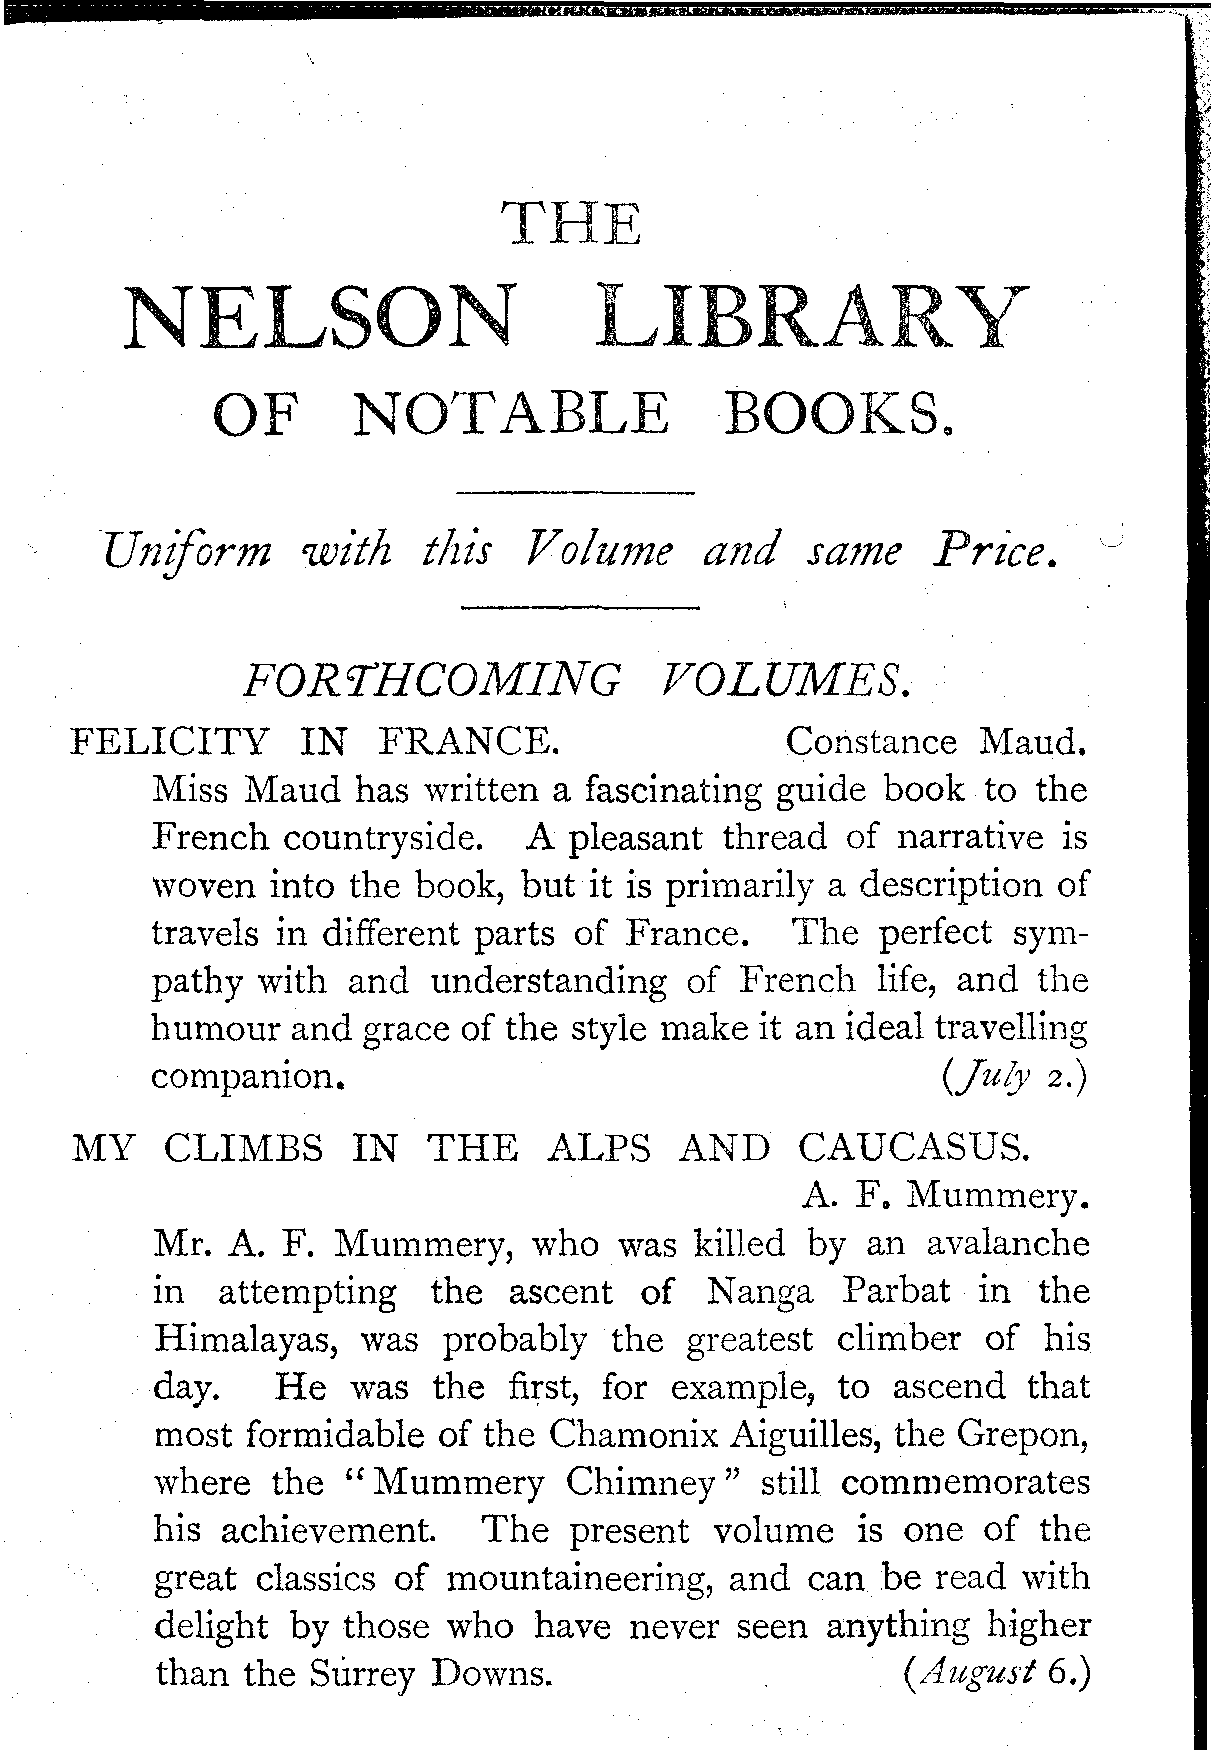 THE
NELSON LIBRARY
OF NOTABLE BOOKS.
Uniform with this Volume and same Price.
FORTHCOMING VOLUMES.
FELICITY IN FRANCE. Constance Maud.
Miss Maud has written a fascinating guide book to the
French countryside. A pleasant thread of narrative is
woven into the book, but it is primarily a description of
travels in different parts of France. The perfect sym-
pathy with and understanding of French life, and the
humour and grace of the style make it an ideal travelling
companion. (July 2.)
MY CLIMBS IN THE ALPS AND CAUCASUS.
A. F. Mummery.
Mr. A. F. Mummery, who was killed by an avalanche
in attempting the ascent of Nanga Parbat in the
Himalayas, was probably the greatest climber of his
day. He was the first, for example, to ascend that
most formidable of the Chamonix Aiguilles, the Grepon,
where the “Mummery Chimney” still commemorates
his achievement. The present volume is one of the
great classics of mountaineering, and can be read with
delight by those who have never seen anything higher
than the Surrey Downs. (August 6.)